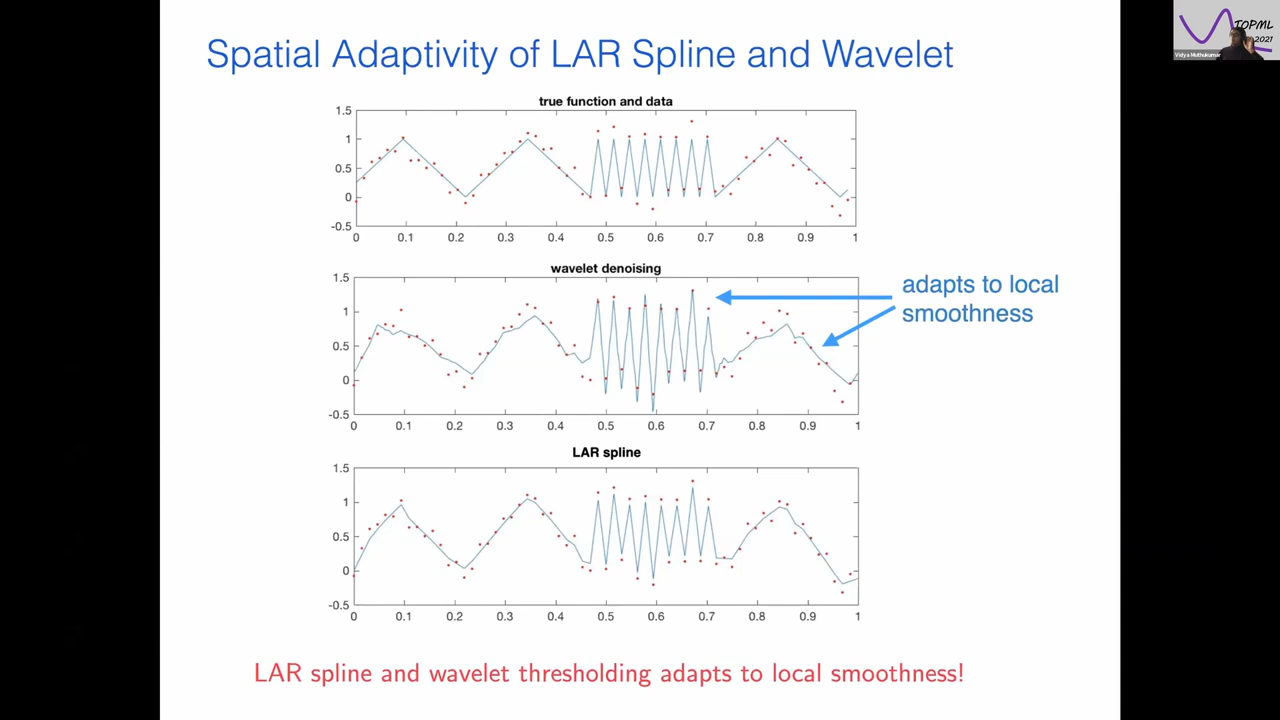 Spatial Adaptivity of LAR Spline and Wavelet
TOPML
2021
Vidya Muthukumar
true function and data
1.5
1
0.5
0
-0.5
0 0.1 0.2 0.3 0.4 0.5 0.6 0.7 0.8 0.9 1
wavelet denoising
1.5
1
0.5
0
-0.5
0 0.1 0.2 0.3 0.4 0.5 0.6 0.7 0.8 0.9 1
adapts to local
smoothness
LAR spline
1.5
1
0.5
0
-0.5
0 0.1 0.2 0.3 0.4 0.5 0.6 0.7 0.8 0.9 1
LAR spline and wavelet thresholding adapts to local smoothness!